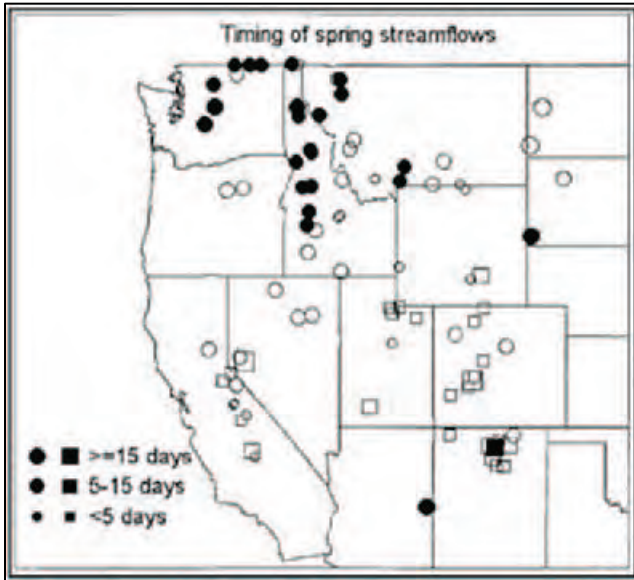 Timing of spring streamflows
>=15 days
5-15 days
<5 days